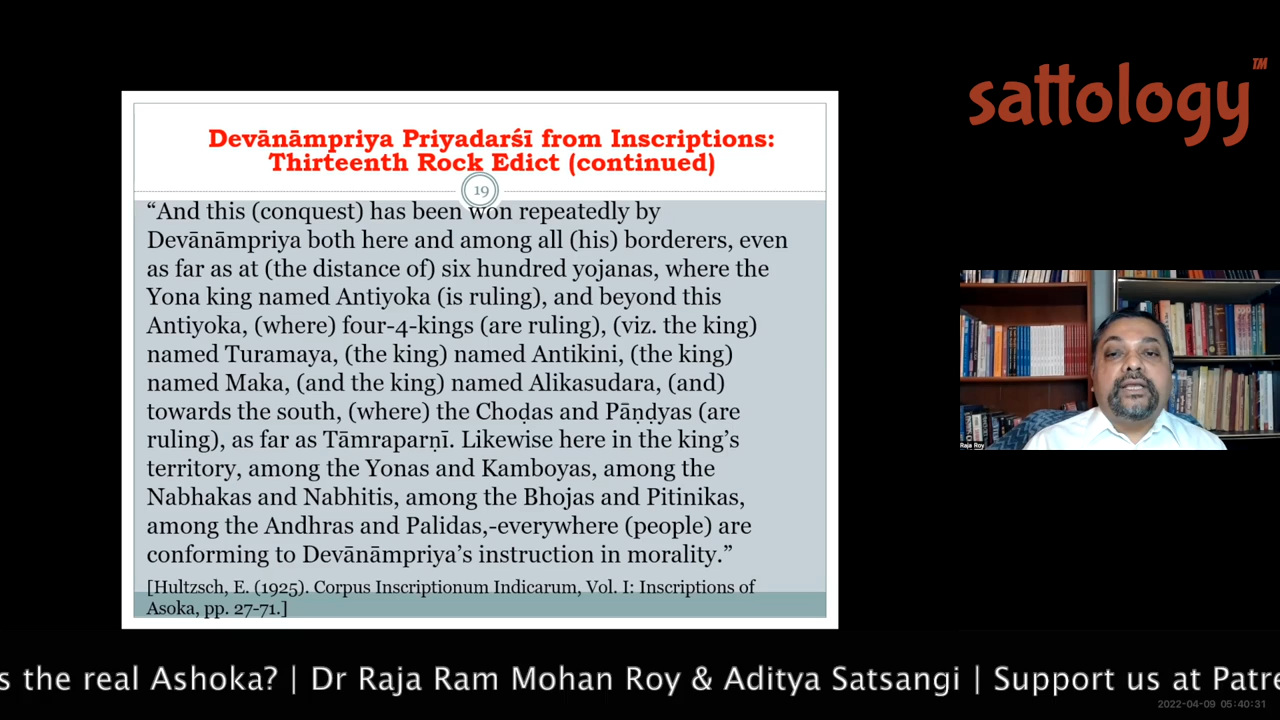 sattology™
Devānāmpriya Priyadarśī from Inscriptions:
Thirteenth Rock Edict (continued)
19
“And this (conquest) has been won repeatedly by
Devānāmpriya both here and among all (his) borderers, even
as far as at (the distance of) six hundred yojanas, where the
Yona king named Antiyoka (is ruling), and beyond this
Antiyoka, (where) four-4-kings (are ruling), (viz. the king)
named Turamaya, (the king) named Antikini, (the king)
named Maka, (and the king) named Alikasudara, (and)
towards the south, (where) the Choḍas and Pāṇḍyas (are
ruling), as far as Tāmraparṇī. Likewise here in the king’s
territory, among the Yonas and Kamboyas, among the
Nabhakas and Nabhitis, among the Bhojas and Pitinikas,
among the Andhras and Palidas,-everywhere (people) are
conforming to Devānāmpriya’s instruction in morality.”
[Hultzsch, E. (1925). Corpus Inscriptionum Indicarum, Vol. I: Inscriptions of
Asoka, pp. 27-71.]
Raja Roy
s the real Ashoka? | Dr Raja Ram Mohan Roy & Aditya Satsangi | Support us at Patre
2022-04-09 05:40:31